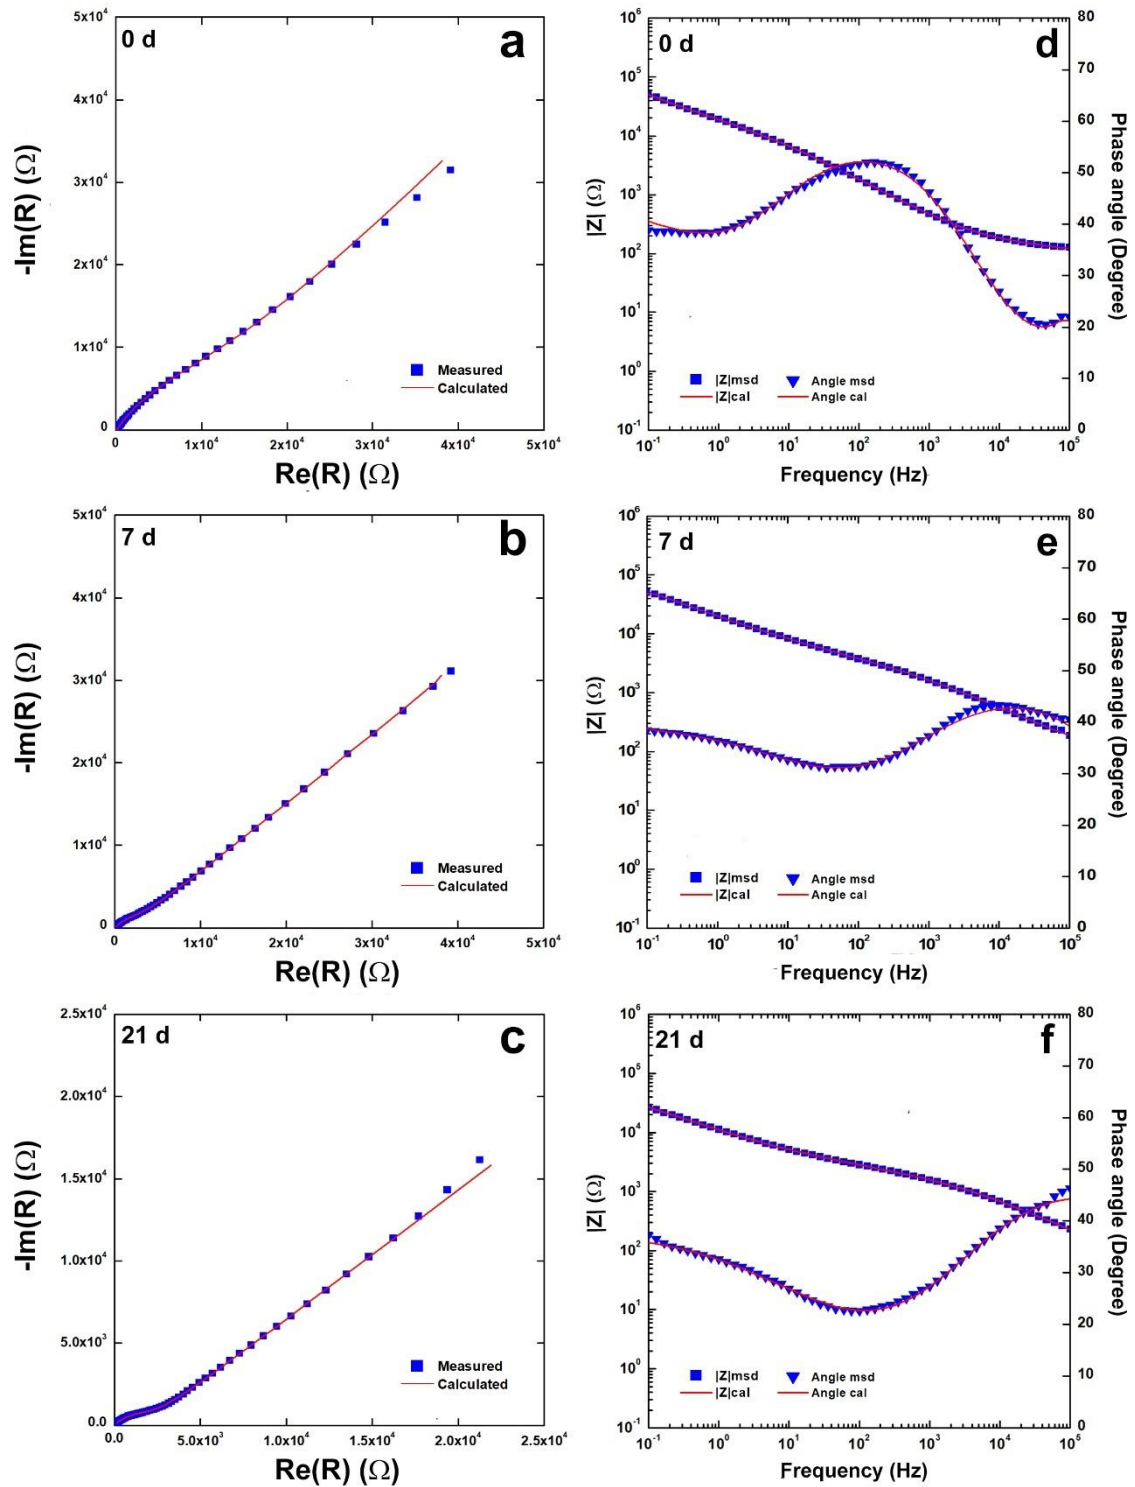 0 d
a
5x10⁴
4x10⁴
3x10⁴
2x10⁴
1x10⁴
0
-Im(R) (Ω)
Measured
Calculated
0 1x10⁴ 2x10⁴ 3x10⁴ 4x10⁴ 5x10⁴
Re(R) (Ω)
0 d
d
10⁶
10⁵
10⁴
10³
10²
10¹
10⁰
10⁻¹
|Z| (Ω)
80
70
60
50
40
30
20
10
0
Phase angle (Degree)
|Z|msd Angle msd
|Z|cal Angle cal
10⁻¹ 10⁰ 10¹ 10² 10³ 10⁴ 10⁵
Frequency (Hz)
7 d
b
5x10⁴
4x10⁴
3x10⁴
2x10⁴
1x10⁴
0
-Im(R) (Ω)
Measured
Calculated
0 1x10⁴ 2x10⁴ 3x10⁴ 4x10⁴ 5x10⁴
Re(R) (Ω)
7 d
e
10⁶
10⁵
10⁴
10³
10²
10¹
10⁰
10⁻¹
|Z| (Ω)
80
70
60
50
40
30
20
10
0
Phase angle (Degree)
|Z|msd Angle msd
|Z|cal Angle cal
10⁻¹ 10⁰ 10¹ 10² 10³ 10⁴ 10⁵
Frequency (Hz)
21 d
c
2.5x10⁴
2.0x10⁴
1.5x10⁴
1.0x10⁴
5.0x10³
0.0
-Im(R) (Ω)
Measured
Calculated
0.0 5.0x10³ 1.0x10⁴ 1.5x10⁴ 2.0x10⁴ 2.5x10⁴
Re(R) (Ω)
21 d
f
10⁶
10⁵
10⁴
10³
10²
10¹
10⁰
10⁻¹
|Z| (Ω)
80
70
60
50
40
30
20
10
0
Phase angle (Degree)
|Z|msd Angle msd
|Z|cal Angle cal
10⁻¹ 10⁰ 10¹ 10² 10³ 10⁴ 10⁵
Frequency (Hz)